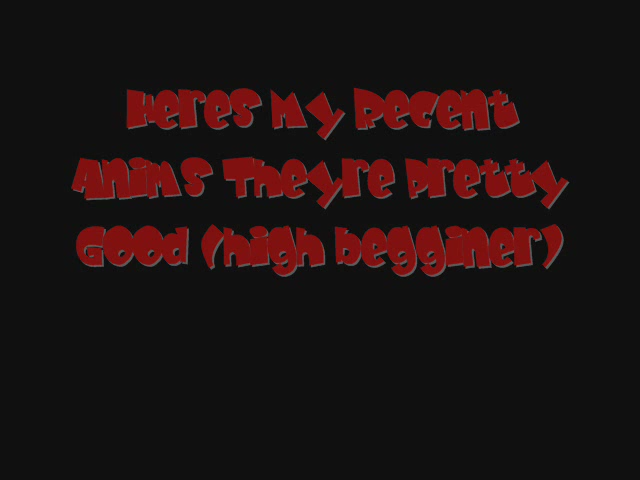 Heres My Recent
Anims Theyre Pretty
Good (high begginer)